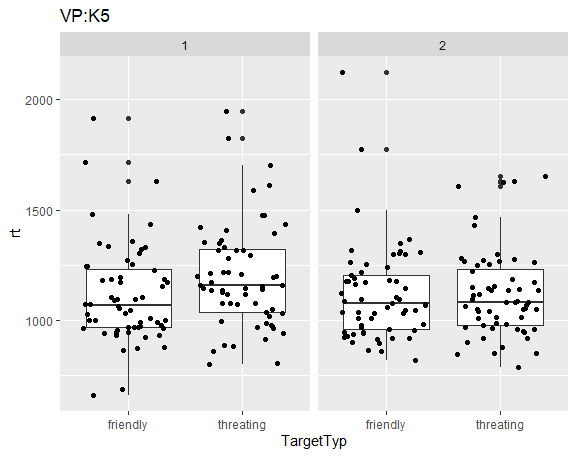 VP:K5
1 2
2000
1500
1000
rt
friendly threating friendly threating
TargetTyp